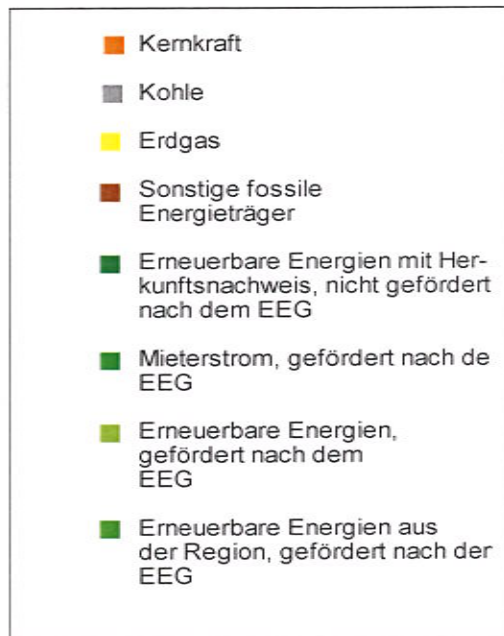 Kernkraft
Kohle
Erdgas
Sonstige fossile
Energieträger
Erneuerbare Energien mit Her-
kunftsnachweis, nicht gefördert
nach dem EEG
Mieterstrom, gefördert nach de
EEG
Erneuerbare Energien,
gefördert nach dem
EEG
Erneuerbare Energien aus
der Region, gefördert nach der
EEG